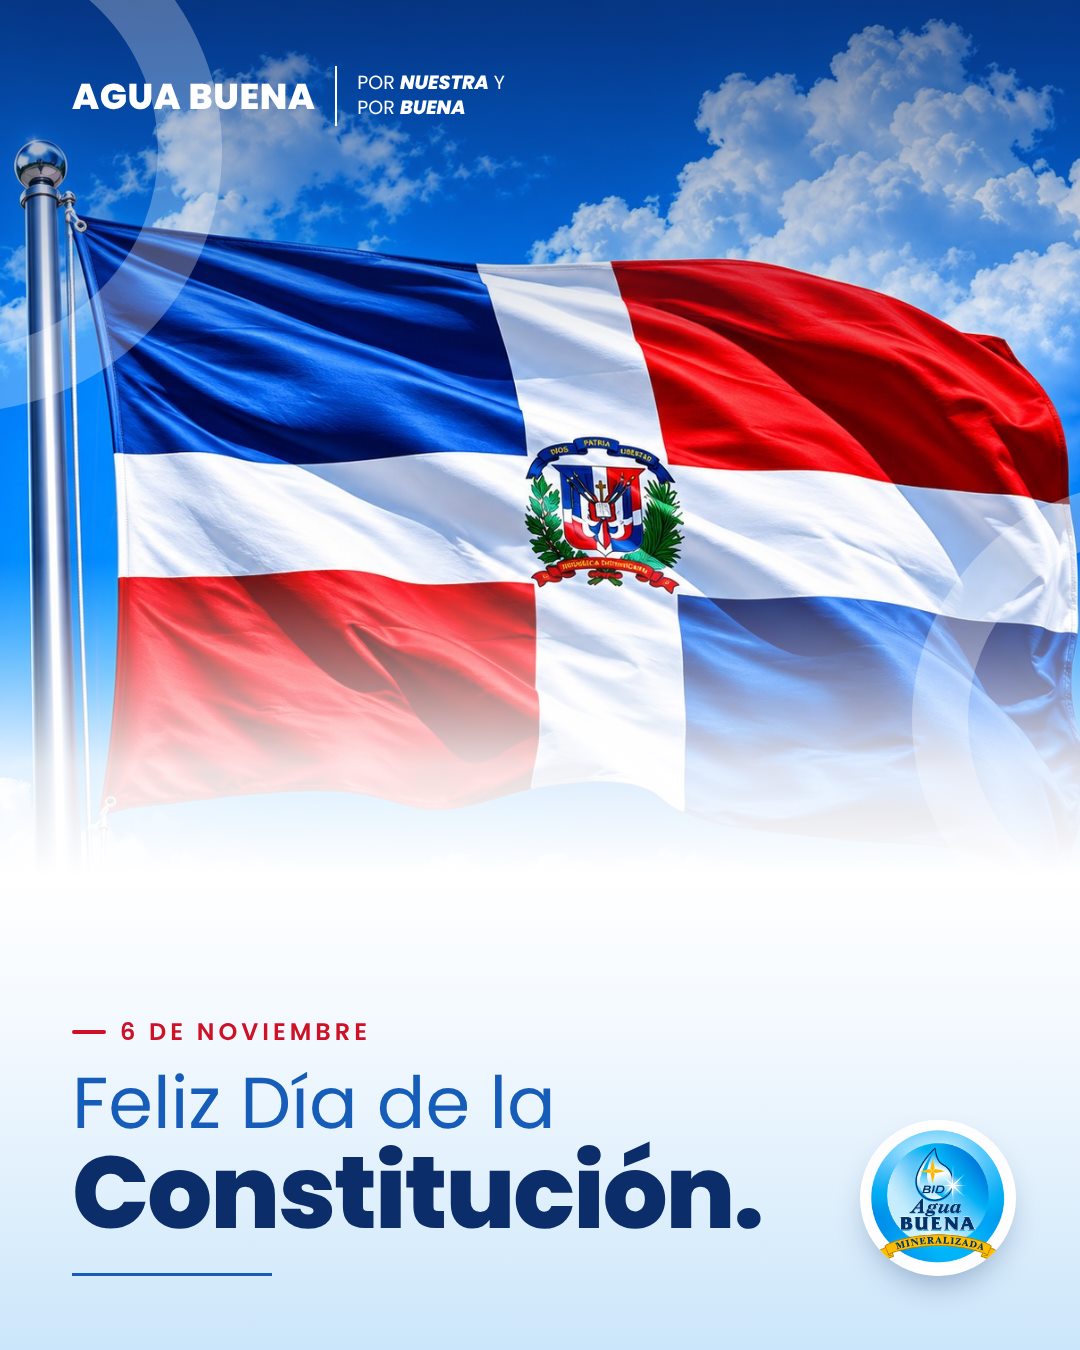 AGUA BUENA
POR NUESTRA Y
POR BUENA
DIOS PATRIA LIBERTAD
6 DE NOVIEMBRE
Feliz Día de la
Constitución.
BID
Agua
BUENA
MINERALIZADA